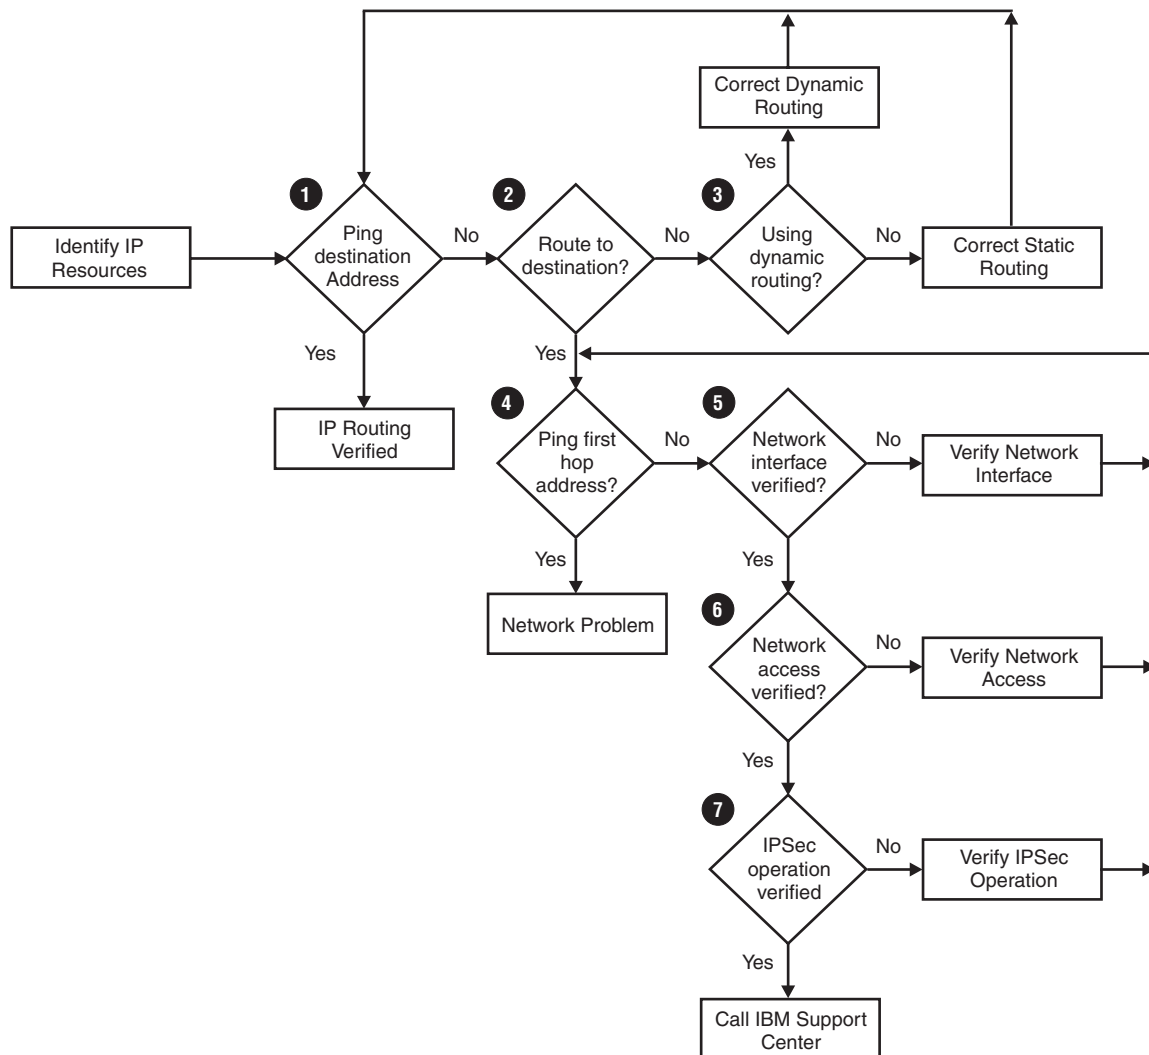 Correct Dynamic
Routing
Yes
1
2
3
Identify IP
Resources
Ping
destination
Address
No
Route to
destination?
No
Using
dynamic
routing?
No
Correct Static
Routing
Yes
Yes
IP Routing
Verified
4
5
Ping first
hop
address?
No
Network
interface
verified?
No
Verify Network
Interface
Yes
Yes
Network Problem
6
Network
access
verified?
No
Verify Network
Access
Yes
7
IPSec
operation
verified
No
Verify IPSec
Operation
Yes
Call IBM Support
Center